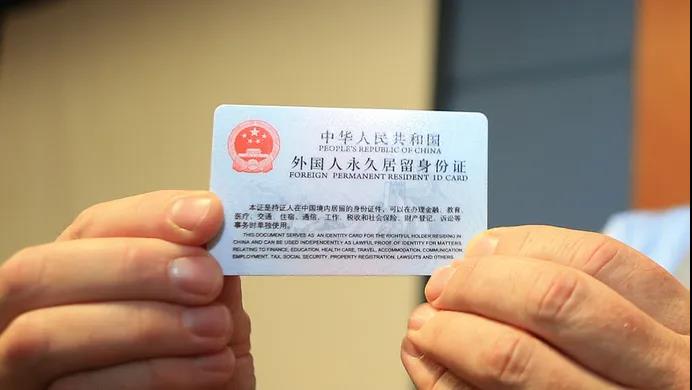 中华人民共和国
PEOPLE'S REPUBLIC OF CHINA
外国人永久居留身份证
FOREIGN PERMANENT RESIDENT ID CARD
本证是持证人在中国境内居留的身份证件，可以在办理金融、教育、
医疗、交通、住宿、通信、工作、税收和社会保险、财产登记、诉讼等
事务时单独使用。
THIS DOCUMENT SERVES AS AN IDENTITY CARD FOR THE RIGHTFUL HOLDER RESIDING IN
CHINA AND CAN BE USED INDEPENDENTLY AS LAWFUL PROOF OF IDENTITY FOR MATTERS
RELATING TO FINANCE, EDUCATION, HEALTH CARE, TRAVEL, ACCOMMODATION, COMMUNICATION,
EMPLOYMENT, TAX, SOCIAL SECURITY, PROPERTY REGISTRATION, LAWSUITS AND OTHERS.